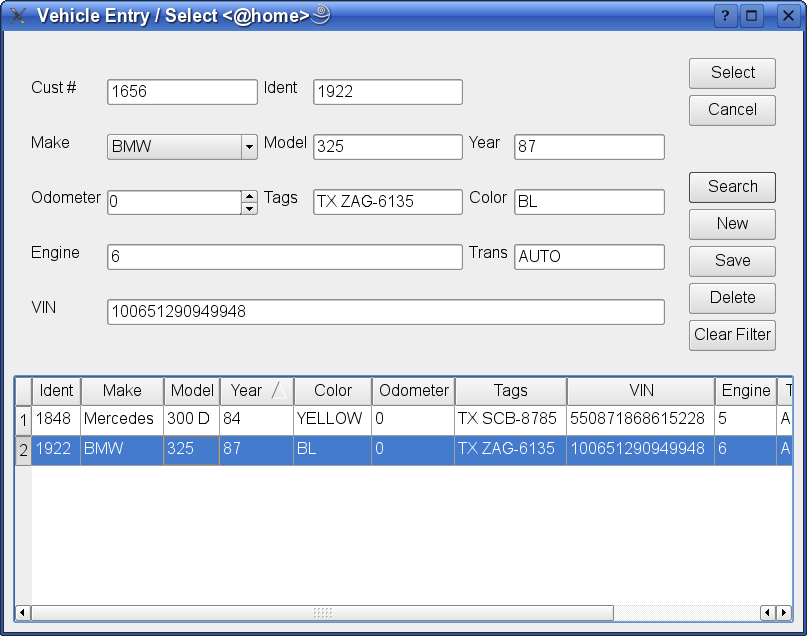 Vehicle Entry / Select <@home>
?
Cust # 1656 Ident 1922 Select
Cancel
Make BMW Model 325 Year 87
Search
Odometer 0 Tags TX ZAG-6135 Color BL
New
Engine 6 Trans AUTO Save
Delete
VIN 100651290949948
Clear Filter
Ident Make Model Year Color Odometer Tags VIN Engine T
1 1848 Mercedes 300 D 84 YELLOW 0 TX SCB-8785 550871868615228 5 A
2 1922 BMW 325 87 BL 0 TX ZAG-6135 100651290949948 6 A